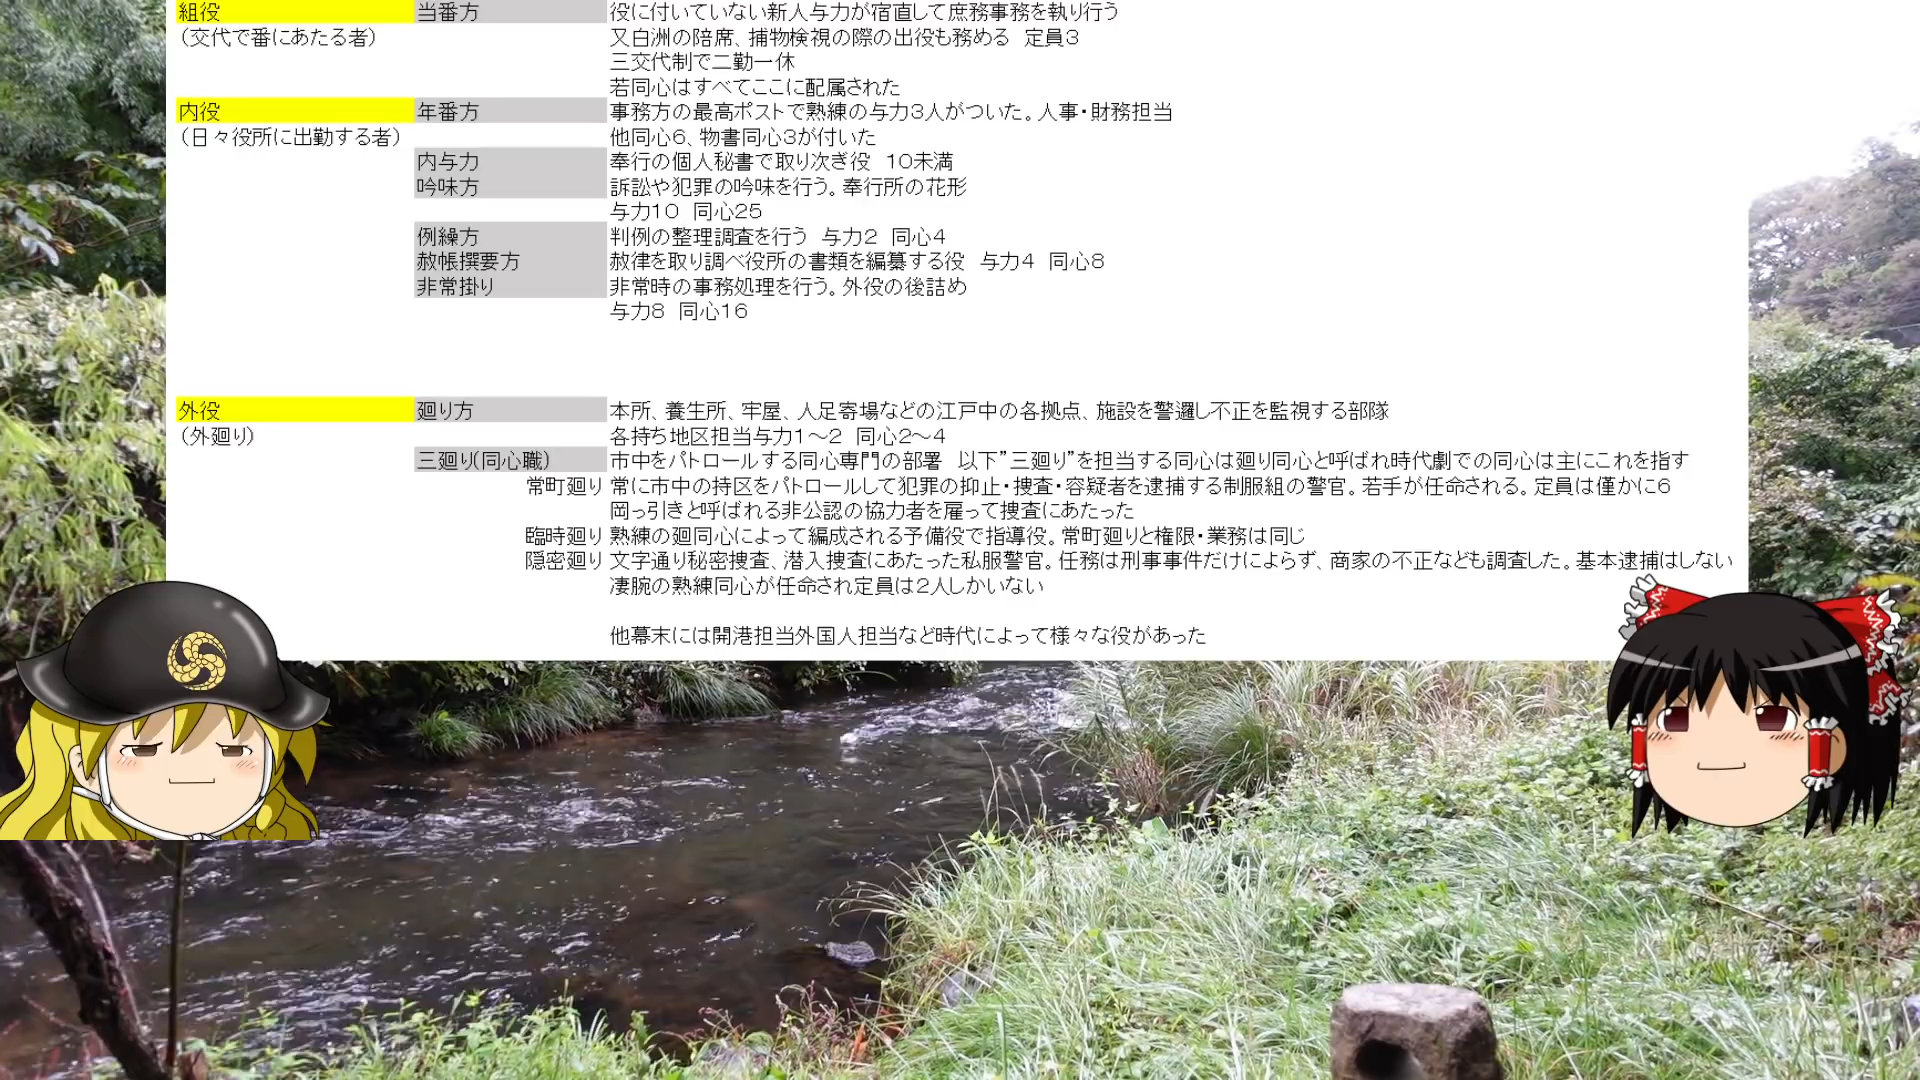 組役 当番方 役に付いていない新人与力が宿直して庶務事務を執り行う
(交代で番にあたる者) 又白洲の陪席、捕物検視の際の出役も務める 定員3
三交代制で二勤一休
若同心はすべてここに配属された
内役 年番方 事務方の最高ポストで熟練の与力3人がついた。人事・財務担当
(日々役所に出勤する者) 他同心6、物書同心3が付いた
内与力 奉行の個人秘書で取り次ぎ役 10未満
吟味方 訴訟や犯罪の吟味を行う。奉行所の花形
与力10 同心25
例繰方 判例の整理調査を行う 与力2 同心4
赦帳撰要方 赦律を取り調べ役所の書類を編纂する役 与力4 同心8
非常掛り 非常時の事務処理を行う。外役の後詰め
与力8 同心16
外役 廻り方 本所、養生所、牢屋、人足寄場などの江戸中の各拠点、施設を警邏し不正を監視する部隊
(外廻り) 各持ち地区担当与力1~2 同心2~4
三廻り(同心職) 市中をパトロールする同心専門の部署 以下”三廻り”を担当する同心は廻り同心と呼ばれ時代劇での同心は主にこれを指す
常町廻り 常に市中の持区をパトロールして犯罪の抑止・捜査・容疑者を逮捕する制服組の警官。若手が任命される。定員は僅かに6
岡っ引きと呼ばれる非公認の協力者を雇って捜査にあたった
臨時廻り 熟練の廻同心によって編成される予備役で指導役。常町廻りと権限・業務は同じ
隠密廻り 文字通り秘密捜査、潜入捜査にあたった私服警官。任務は刑事事件だけによらず、商家の不正なども調査した。基本逮捕はしない
凄腕の熟練同心が任命され定員は2人しかいない
他幕末には開港担当外国人担当など時代によって様々な役があった